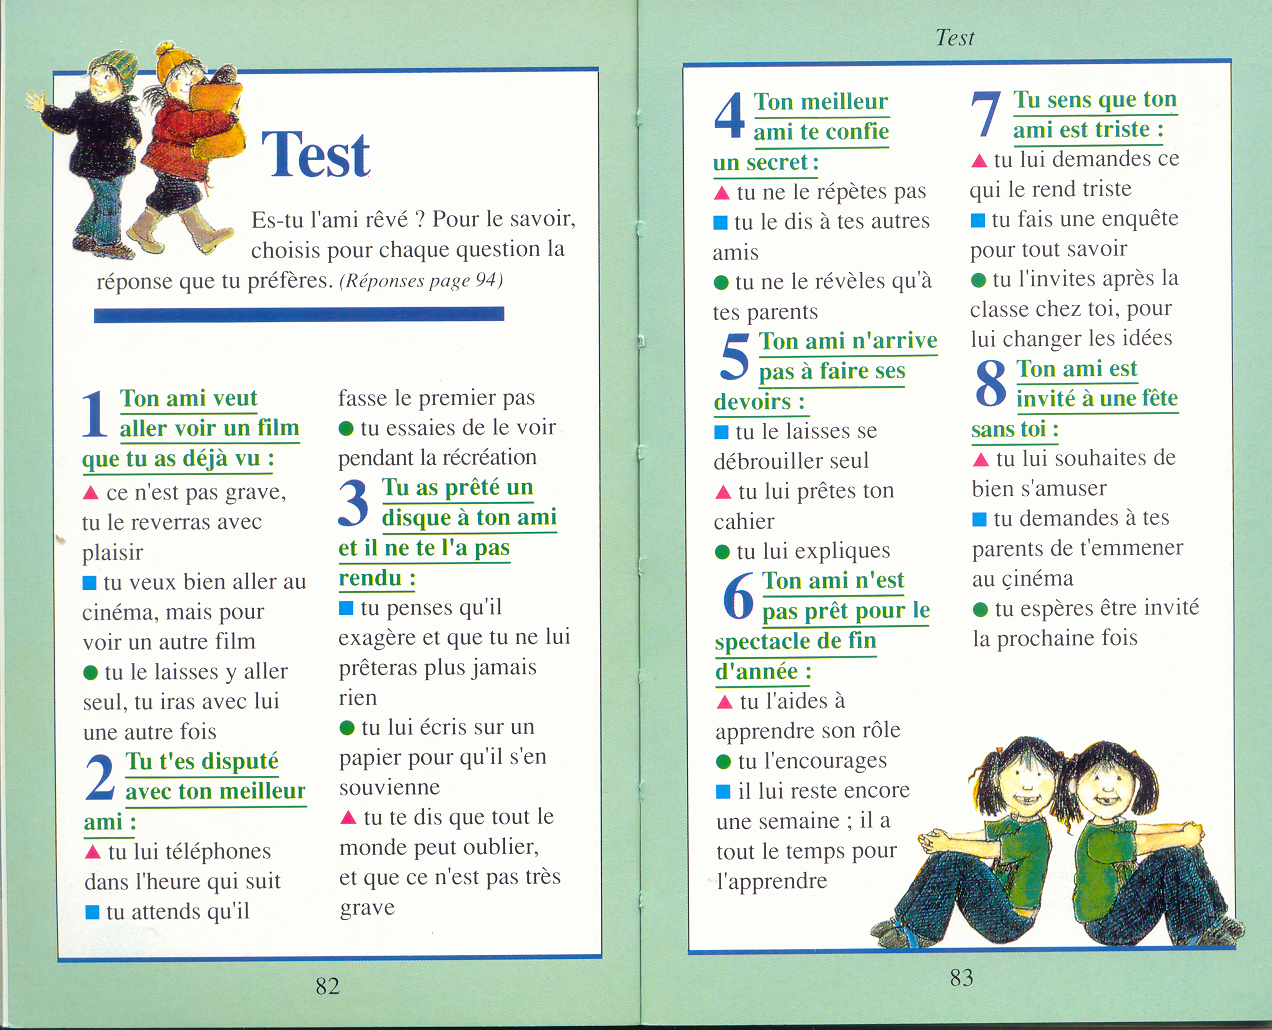 Test
Es-tu l'ami rêvé ? Pour le savoir,
choisis pour chaque question la
réponse que tu préfères. (Réponses page 94)
1 Ton ami veut
aller voir un film
que tu as déjà vu :
▲ ce n'est pas grave,
tu le reverras avec
plaisir
■ tu veux bien aller au
cinéma, mais pour
voir un autre film
● tu le laisses y aller
seul, tu iras avec lui
une autre fois
2 Tu t'es disputé
avec ton meilleur
ami :
▲ tu lui téléphones
dans l'heure qui suit
■ tu attends qu'il
fasse le premier pas
● tu essaies de le voir
pendant la récréation
3 Tu as prêté un
disque à ton ami
et il ne te l'a pas
rendu :
■ tu penses qu'il
exagère et que tu ne lui
prêteras plus jamais
rien
● tu lui écris sur un
papier pour qu'il s'en
souvienne
▲ tu te dis que tout le
monde peut oublier,
et que ce n'est pas très
grave
82
Test
4 Ton meilleur
ami te confie
un secret :
▲ tu ne le répètes pas
■ tu le dis à tes autres
amis
● tu ne le révèles qu'à
tes parents
5 Ton ami n'arrive
pas à faire ses
devoirs :
■ tu le laisses se
débrouiller seul
▲ tu lui prêtes ton
cahier
● tu lui expliques
6 Ton ami n'est
pas prêt pour le
spectacle de fin
d'année :
▲ tu l'aides à
apprendre son rôle
● tu l'encourages
■ il lui reste encore
une semaine ; il a
tout le temps pour
l'apprendre
7 Tu sens que ton
ami est triste :
▲ tu lui demandes ce
qui le rend triste
■ tu fais une enquête
pour tout savoir
● tu l'invites après la
classe chez toi, pour
lui changer les idées
8 Ton ami est
invité à une fête
sans toi :
▲ tu lui souhaites de
bien s'amuser
■ tu demandes à tes
parents de t'emmener
au cinéma
● tu espères être invité
la prochaine fois
83